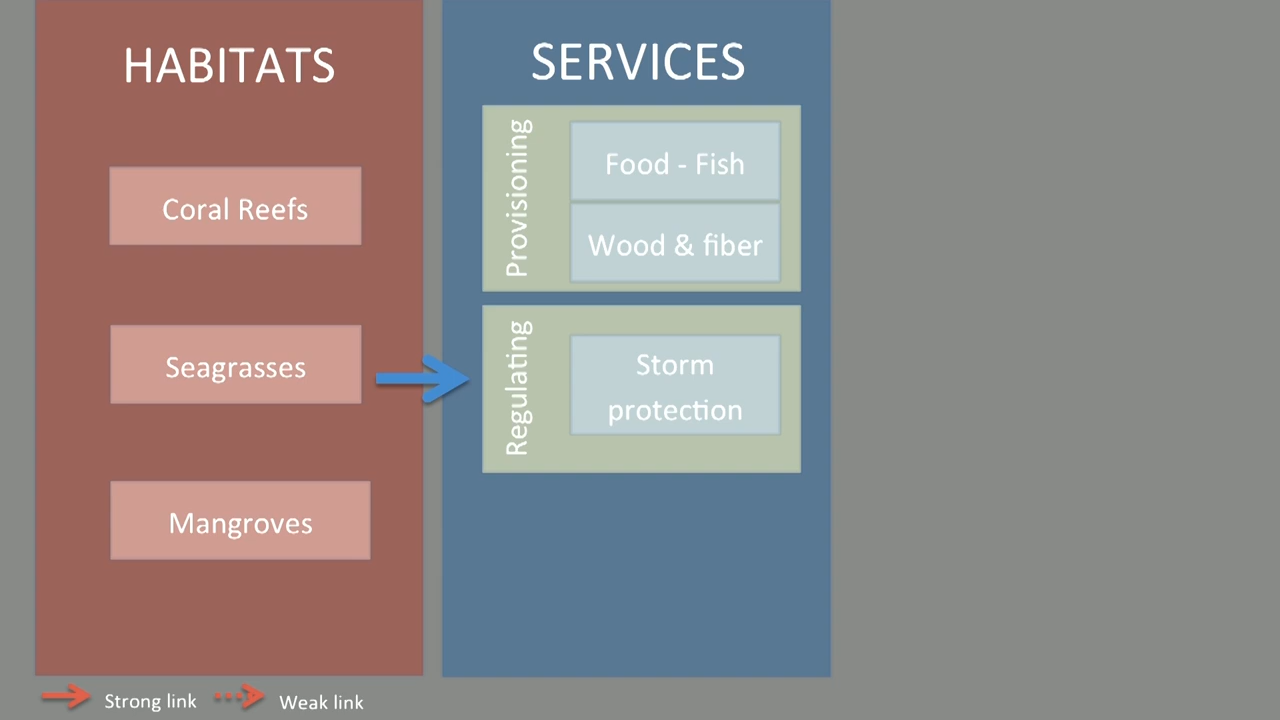 HABITATS
Coral Reefs
Seagrasses
Mangroves
SERVICES
Provisioning
Food - Fish
Wood & fiber
Regulating
Storm
protection
Strong link
Weak link